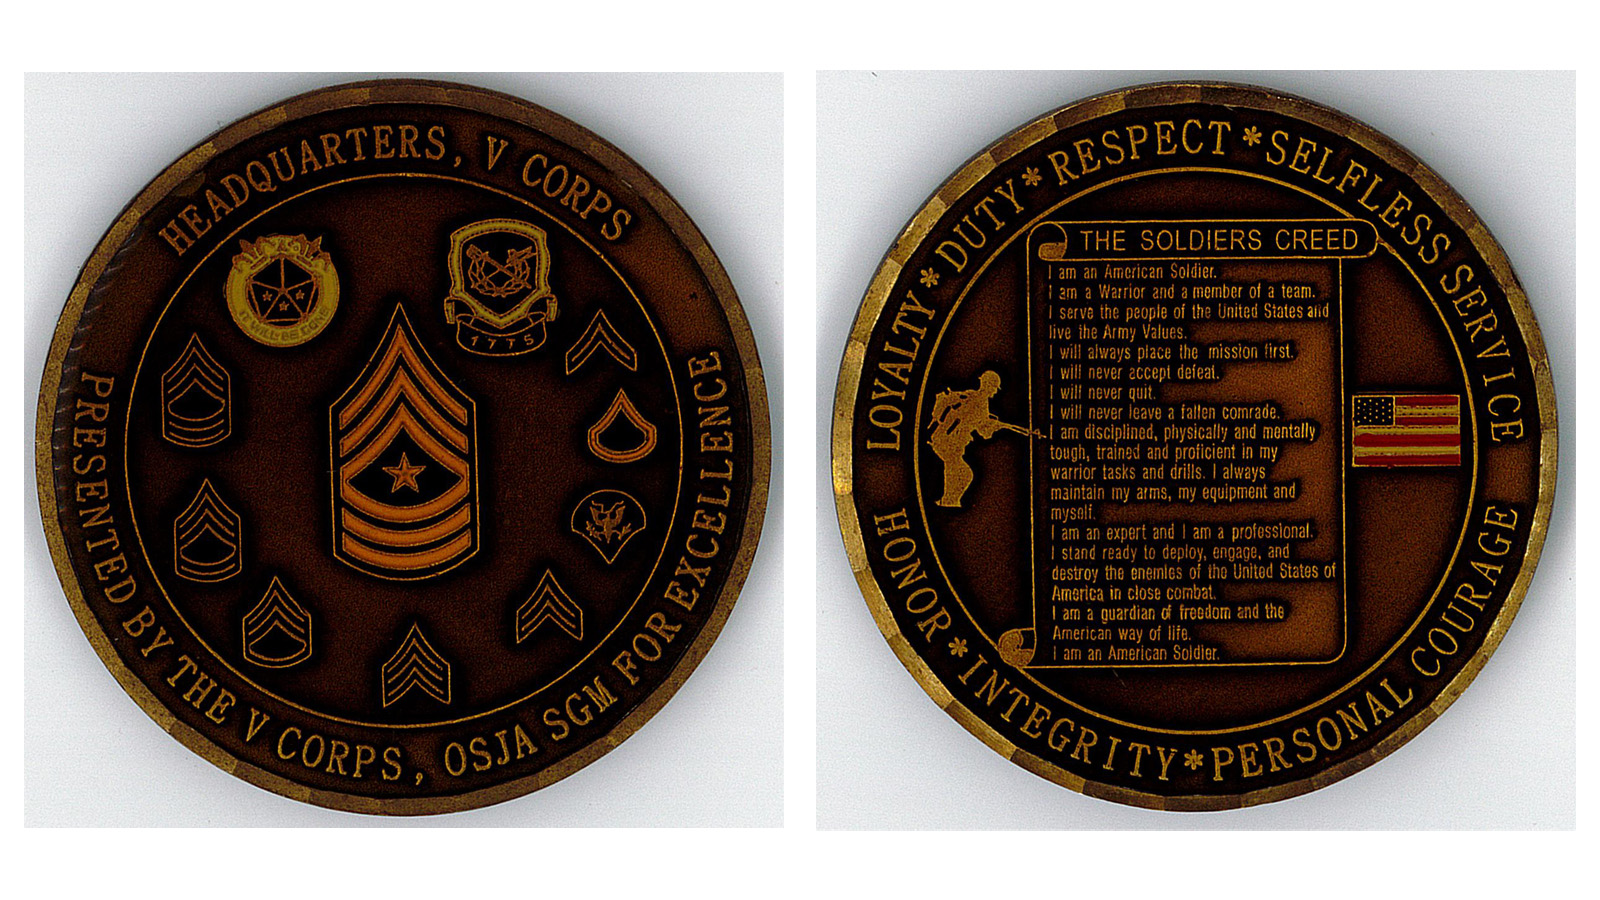 HEADQUARTERS, V CORPS
IT WILL BE DONE
1775
PRESENTED BY THE V CORPS, OSJA SGM FOR EXCELLENCE
LOYALTY * DUTY * RESPECT * SELFLESS SERVICE
THE SOLDIERS CREED
I am an American Soldier.
I am a Warrior and a member of a team.
I serve the people of the United States and
live the Army Values.
I will always place the mission first.
I will never accept defeat.
I will never quit.
I will never leave a fallen comrade.
I am disciplined, physically and mentally
tough, trained and proficient in my
warrior tasks and drills. I always
maintain my arms, my equipment and
myself.
I am an expert and I am a professional.
I stand ready to deploy, engage, and
destroy the enemies of the United States of
America in close combat.
I am a guardian of freedom and the
American way of life.
I am an American Soldier.
HONOR * INTEGRITY * PERSONAL COURAGE